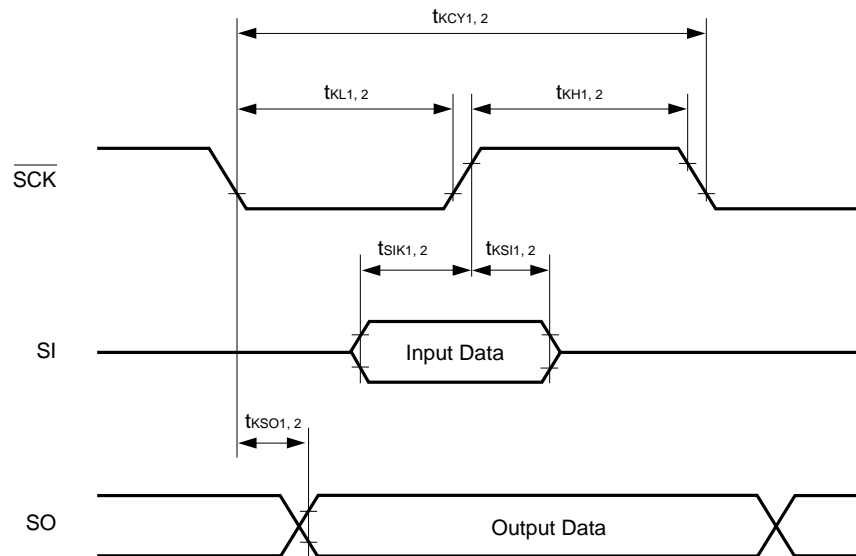 tKCY1, 2
tKL1, 2
tKH1, 2
SCK
tSIK1, 2
tKSI1, 2
SI
Input Data
tKSO1, 2
SO
Output Data